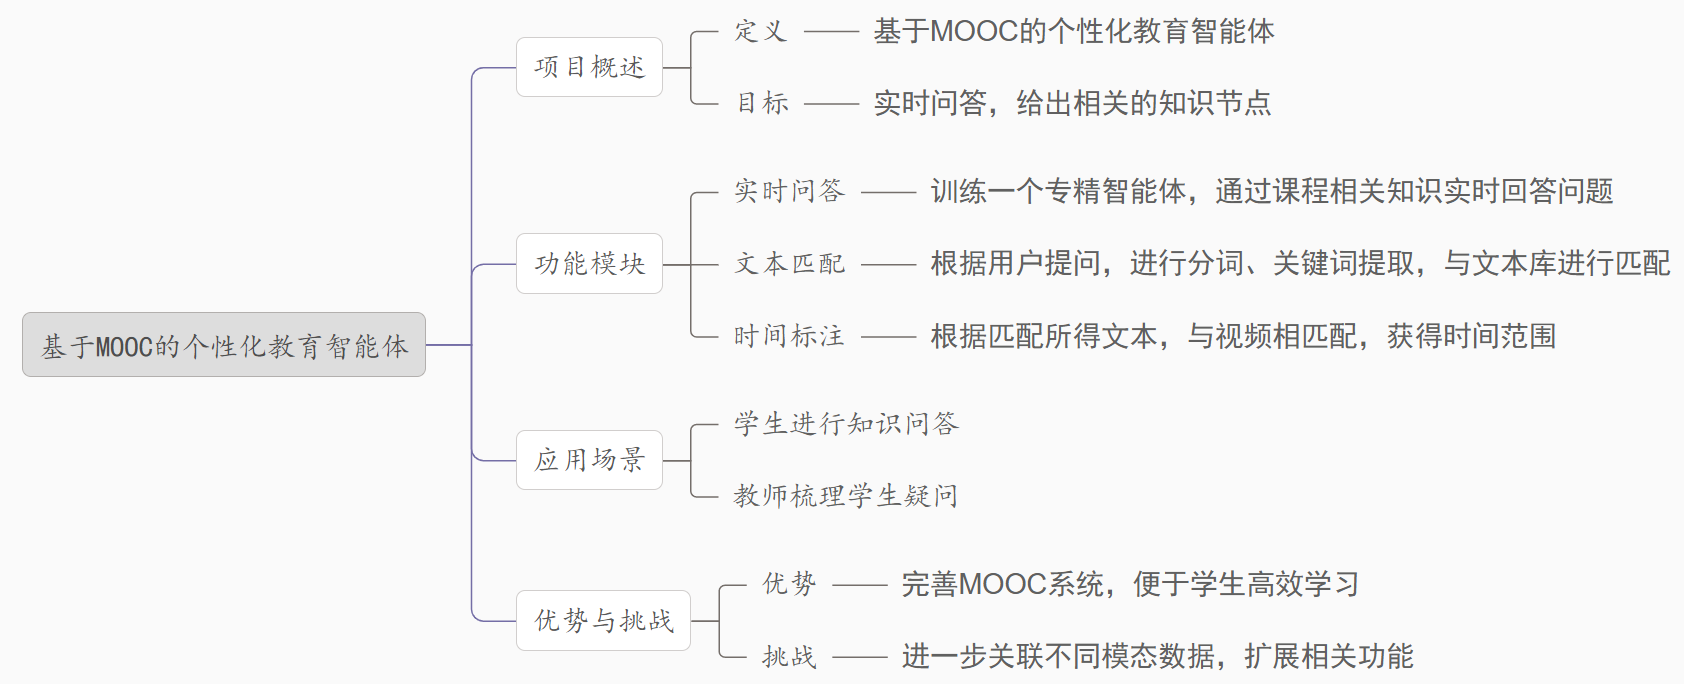 基于MOOC的个性化教育智能体
项目概述
定义
基于MOOC的个性化教育智能体
目标
实时问答，给出相关的知识节点
功能模块
实时问答
训练一个专精智能体，通过课程相关知识实时回答问题
文本匹配
根据用户提问，进行分词、关键词提取，与文本库进行匹配
时间标注
根据匹配所得文本，与视频相匹配，获得时间范围
应用场景
学生进行知识问答
教师梳理学生疑问
优势与挑战
优势
完善MOOC系统，便于学生高效学习
挑战
进一步关联不同模态数据，扩展相关功能